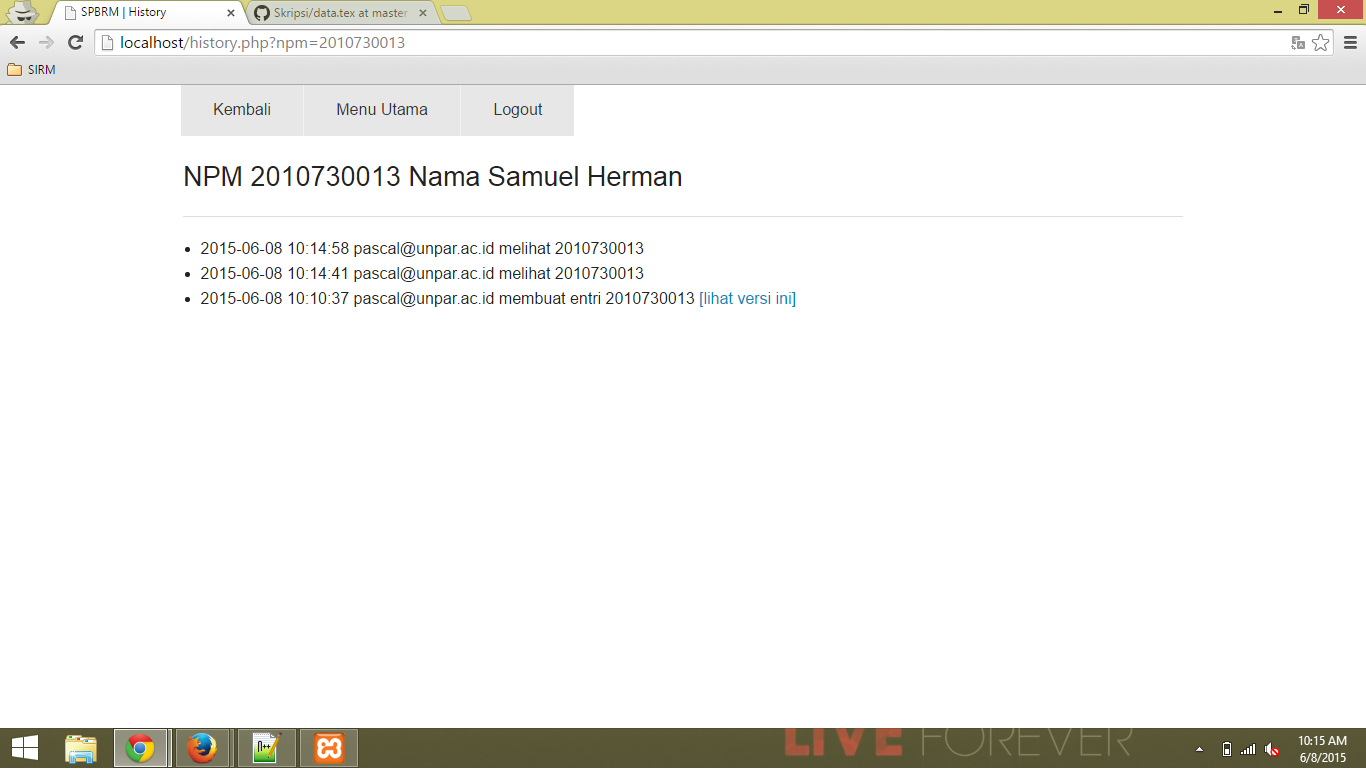 SPBRM | History
Skripsi/data.tex at master
localhost/history.php?npm=2010730013
SIRM
Kembali Menu Utama Logout
NPM 2010730013 Nama Samuel Herman
2015-06-08 10:14:58 pascal@unpar.ac.id melihat 2010730013
2015-06-08 10:14:41 pascal@unpar.ac.id melihat 2010730013
2015-06-08 10:10:37 pascal@unpar.ac.id membuat entri 2010730013 [lihat versi ini]
LIVE FOREVER
10:15 AM
6/8/2015